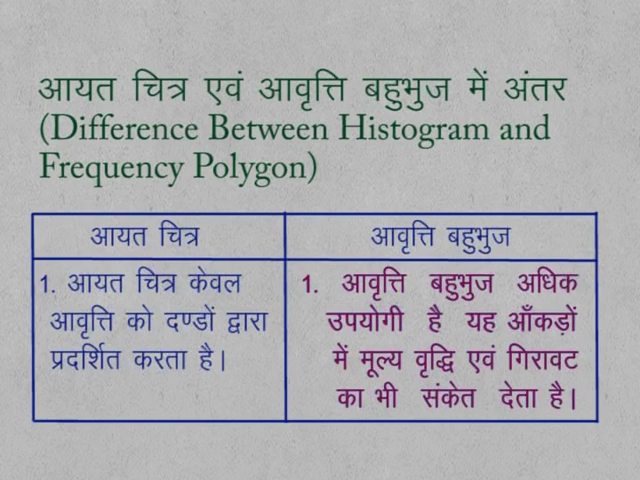 आयत चित्र एवं आवृत्ति बहुभुज में अंतर
(Difference Between Histogram and
Frequency Polygon)
आयत चित्र
आवृत्ति बहुभुज
1. आयत चित्र केवल
आवृत्ति को दण्डों द्वारा
प्रदर्शित करता है।
1. आवृत्ति बहुभुज अधिक
उपयोगी है यह आँकड़ों
में मूल्य वृद्धि एवं गिरावट
का भी संकेत देता है।